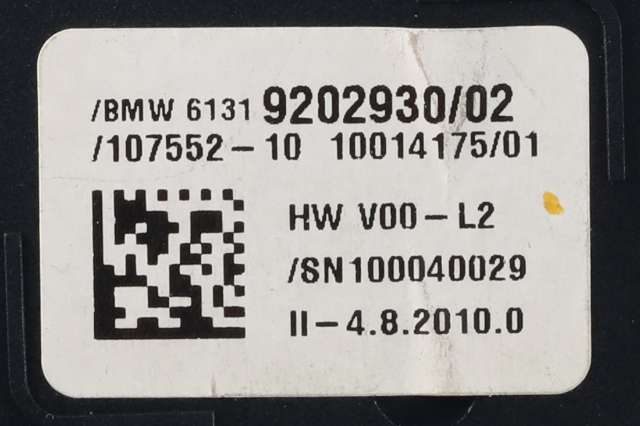 /BMW 6131 9202930/02
/107552-10 10014175/01
HW V00-L2
/SN100040029
II-4.8.2010.0